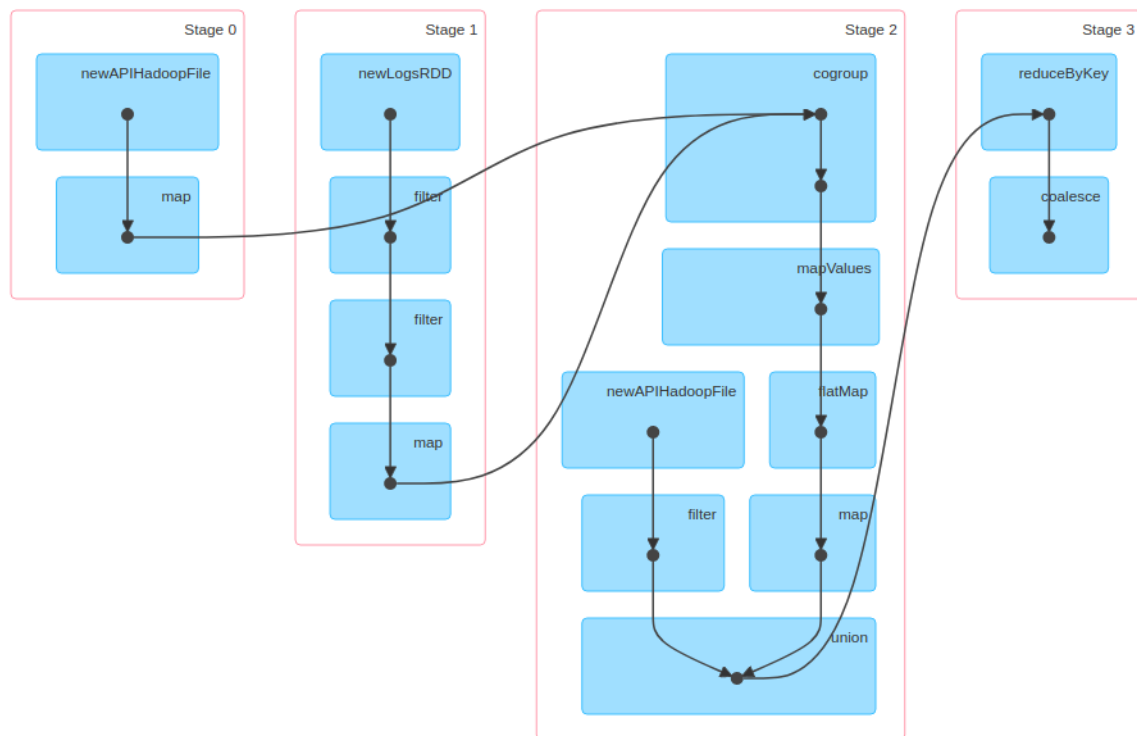 Stage 0
newAPIHadoopFile
map
Stage 1
newLogsRDD
filter
filter
map
Stage 2
cogroup
mapValues
newAPIHadoopFile
flatMap
filter
map
union
Stage 3
reduceByKey
coalesce